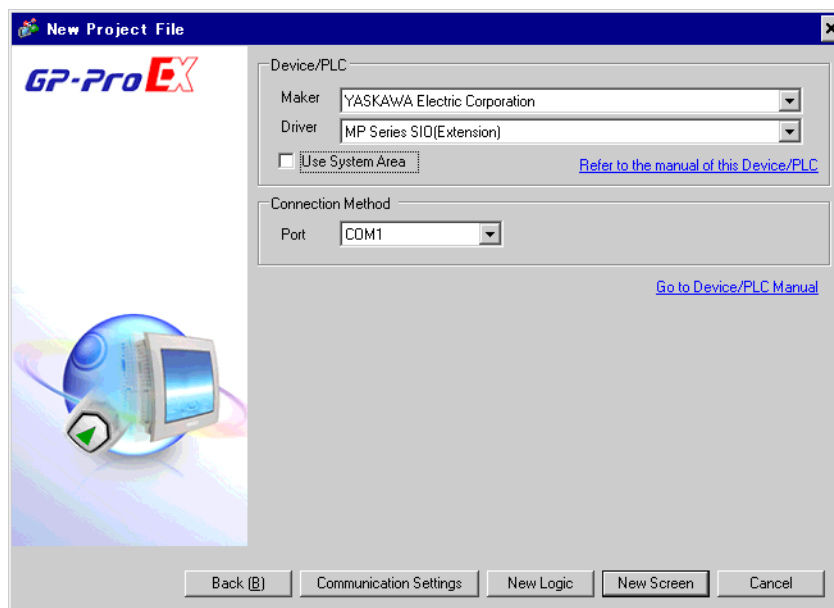 New Project File
GP-Pro EX
Device/PLC
Maker YASKAWA Electric Corporation
Driver MP Series SIO(Extension)
Use System Area Refer to the manual of this Device/PLC
Connection Method
Port COM1
Go to Device/PLC Manual
Back (B) Communication Settings New Logic New Screen Cancel